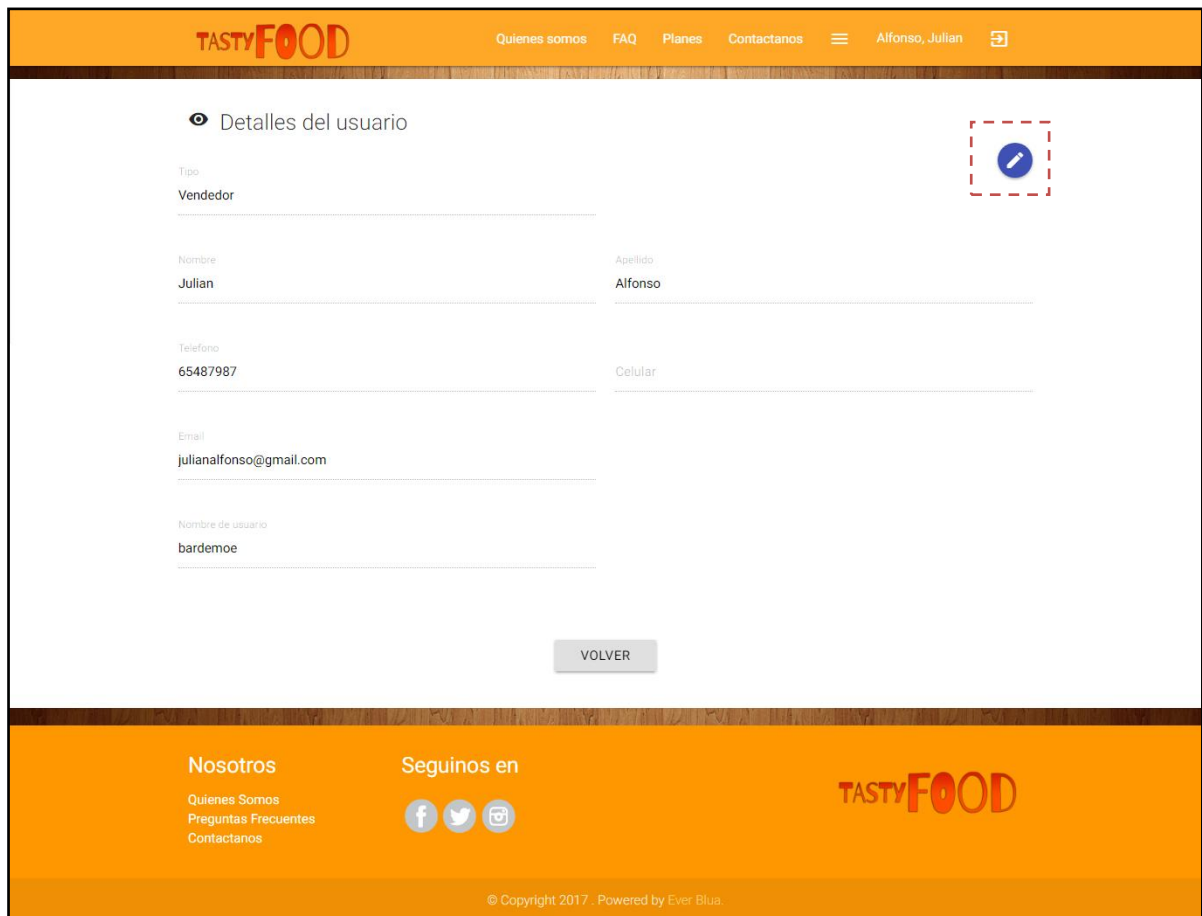 TASTYFOOD
Quienes somos FAQ Planes Contactanos Alfonso, Julian
Detalles del usuario
Tipo
Vendedor
Nombre
Julian
Apellido
Alfonso
Telefono
65487987
Celular
Email
julianalfonso@gmail.com
Nombre de usuario
bardemoe
VOLVER
Nosotros
Quienes Somos
Preguntas Frecuentes
Contactanos
Seguinos en
TASTYFOOD
© Copyright 2017 . Powered by Ever Blua.